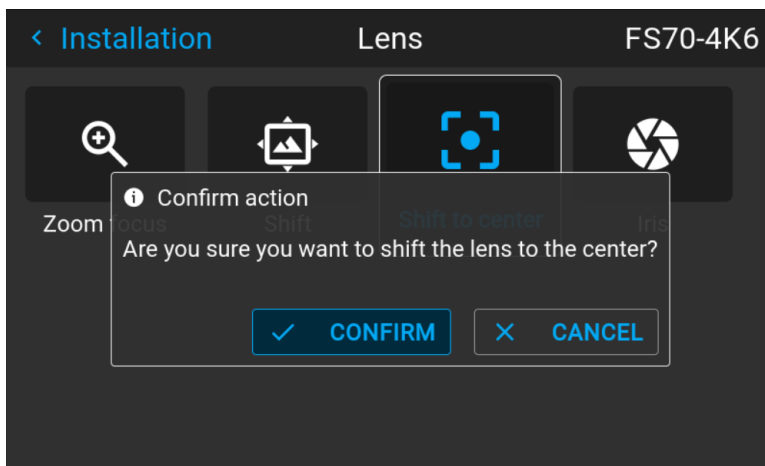 Installation Lens FS70-4K6
Confirm action
Zoom focus Shift Shift to center Iris
Are you sure you want to shift the lens to the center?
CONFIRM CANCEL